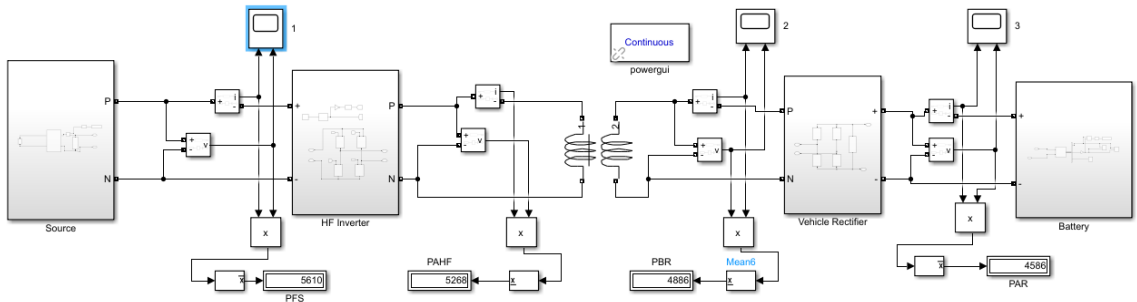 1
2
3
Continuous
powergui
P
N
Source
+
-
i
+
-
+
-
v
HF Inverter
+
-
P
N
i
+
-
+
-
v
1
2
i
+
-
+
-
v
Vehicle Rectifier
P
N
+
-
i
+
-
+
-
v
Battery
+
-
x
x
x
x
x
5610
PFS
PAHF
5268
x
PBR
4886
Mean6
x
x
4586
PAR